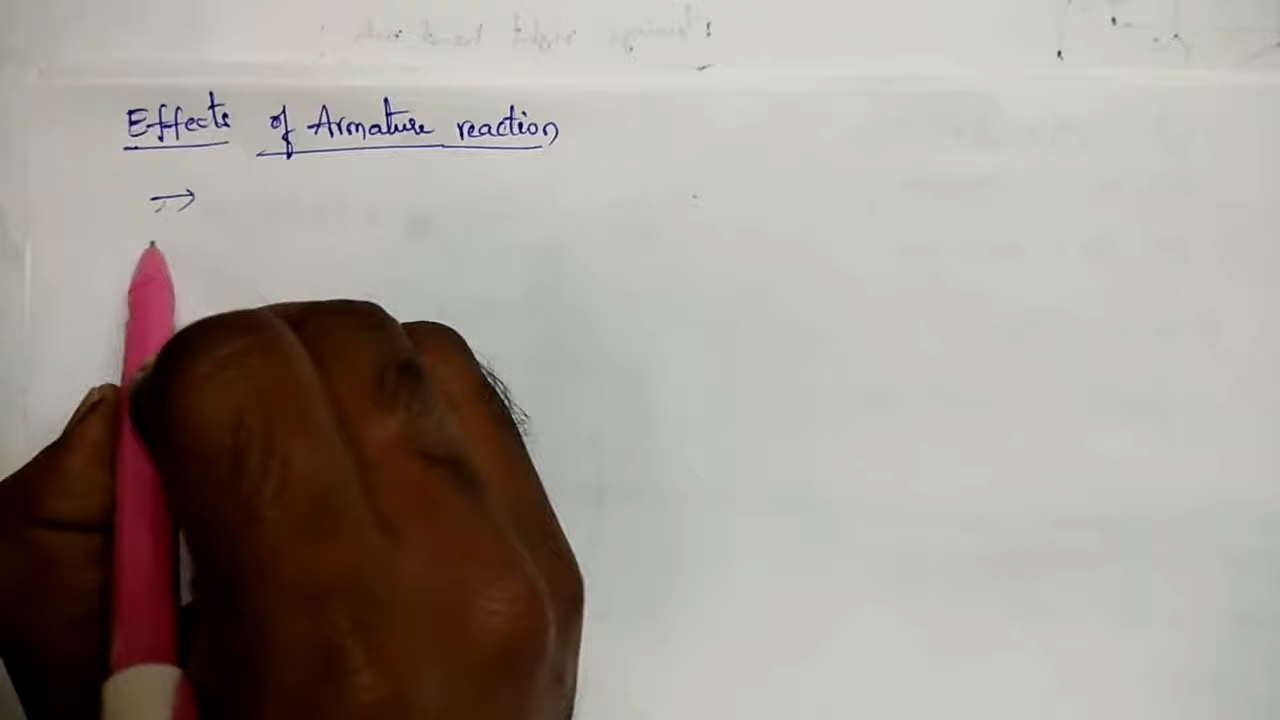 Effects of Armature reaction
→